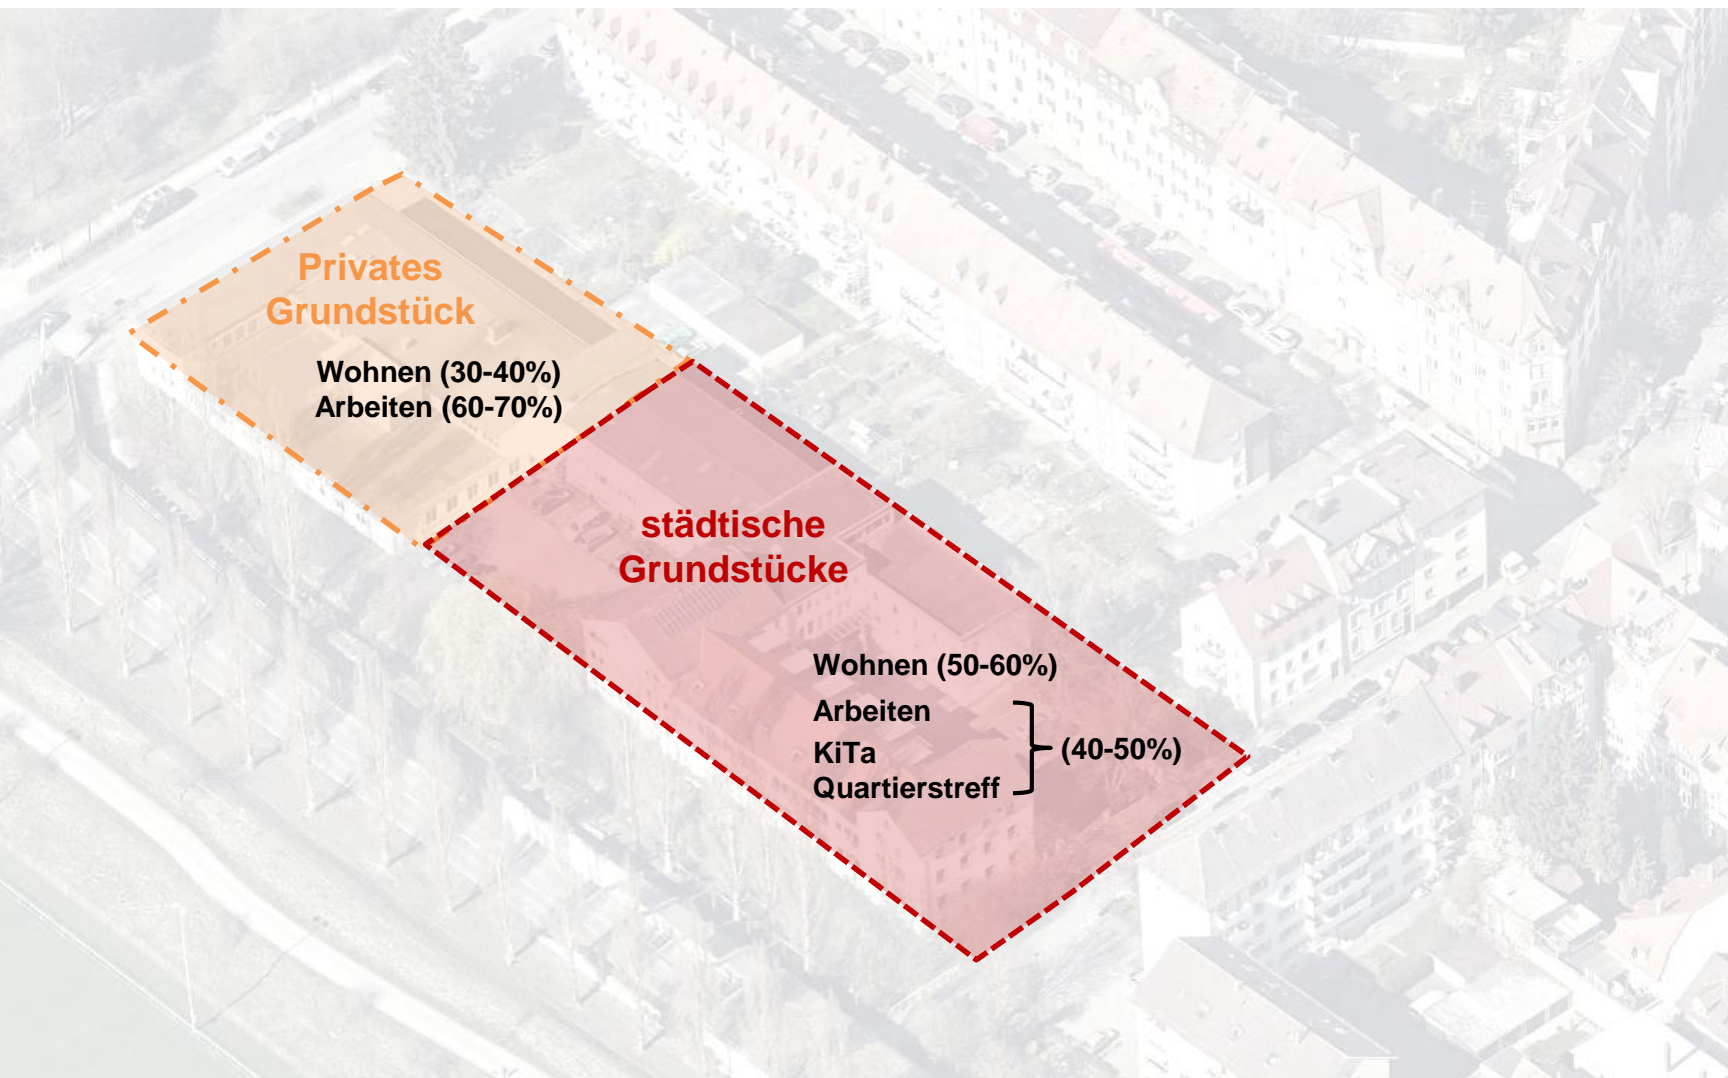 Privates
Grundstück
Wohnen (30-40%)
Arbeiten (60-70%)
städtische
Grundstücke
Wohnen (50-60%)
Arbeiten
KiTa
(40-50%)
Quartierstreff